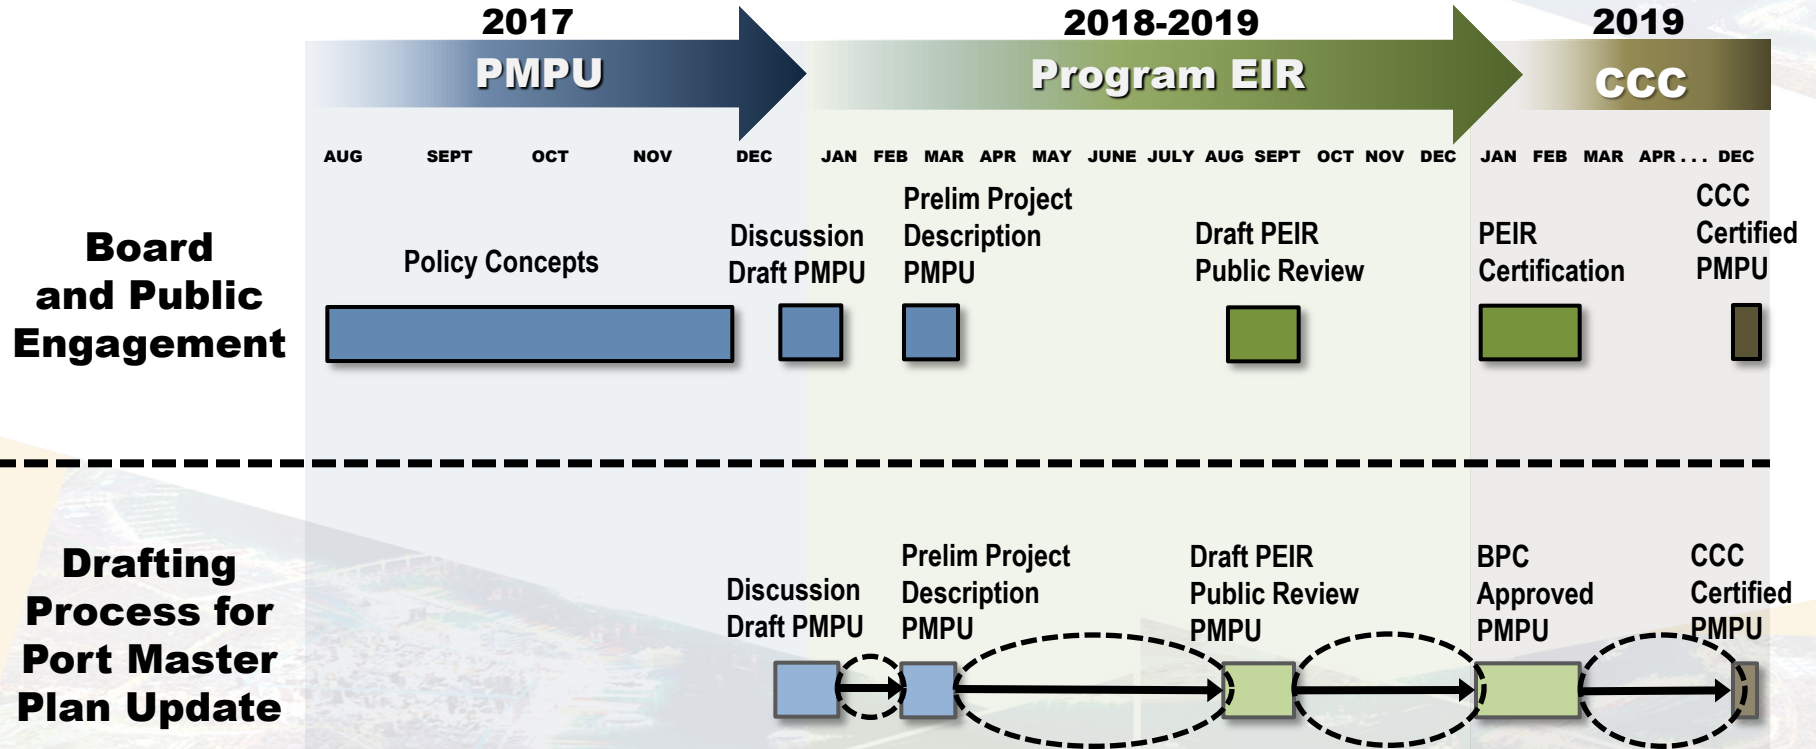 2017
2018-2019
2019
PMPU
Program EIR
CCC
AUG SEPT OCT NOV DEC JAN FEB MAR APR MAY JUNE JULY AUG SEPT OCT NOV DEC JAN FEB MAR APR... DEC
Board
and Public
Engagement
Policy Concepts
Discussion
Draft PMPU
Prelim Project
Description
PMPU
Draft PEIR
Public Review
PEIR
Certification
CCC
Certified
PMPU
Drafting
Process for
Port Master
Plan Update
Discussion
Draft PMPU
Prelim Project
Description
PMPU
Draft PEIR
Public Review
PMPU
BPC
Approved
PMPU
CCC
Certified
PMPU